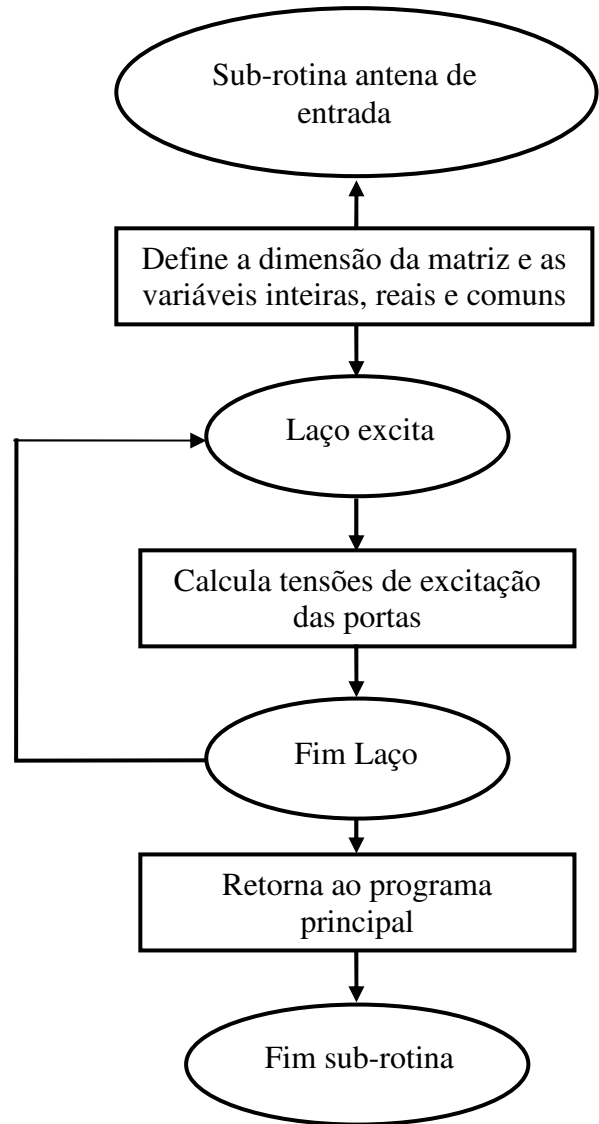 Sub-rotina antena de
entrada
Define a dimensão da matriz e as
variáveis inteiras, reais e comuns
Laço excita
Calcula tensões de excitação
das portas
Fim Laço
Retorna ao programa
principal
Fim sub-rotina